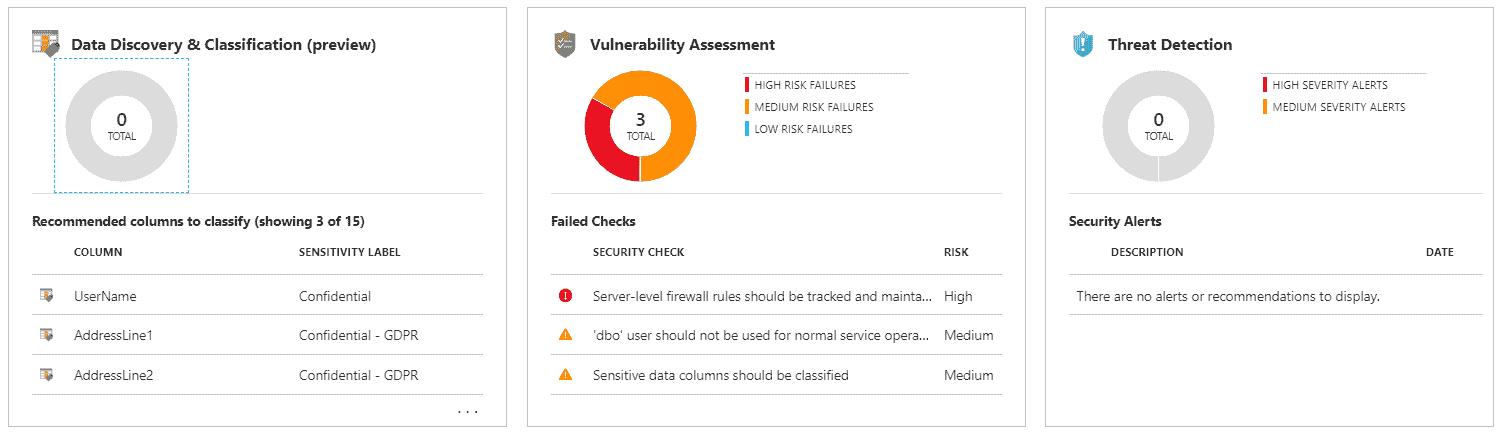 Data Discovery & Classification (preview)
0
TOTAL
Recommended columns to classify (showing 3 of 15)
COLUMN SENSITIVITY LABEL
UserName Confidential
AddressLine1 Confidential - GDPR
AddressLine2 Confidential - GDPR
...
Vulnerability Assessment
3
TOTAL
HIGH RISK FAILURES
MEDIUM RISK FAILURES
LOW RISK FAILURES
Failed Checks
SECURITY CHECK RISK
Server-level firewall rules should be tracked and mainta... High
'dbo' user should not be used for normal service opera... Medium
Sensitive data columns should be classified Medium
Threat Detection
0
TOTAL
HIGH SEVERITY ALERTS
MEDIUM SEVERITY ALERTS
Security Alerts
DESCRIPTION DATE
There are no alerts or recommendations to display.